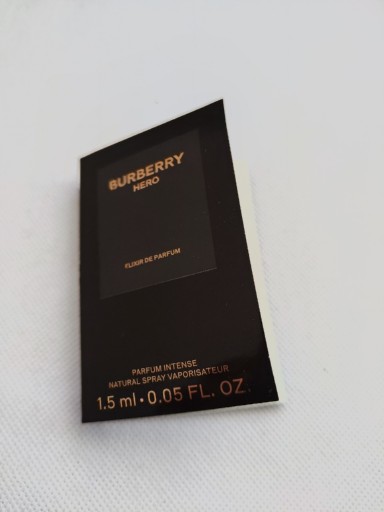 BURBERRY
HERO
ELIXIR DE PARFUM
PARFUM INTENSE
NATURAL SPRAY VAPORISATEUR
1.5 ml • 0.05 FL. OZ.